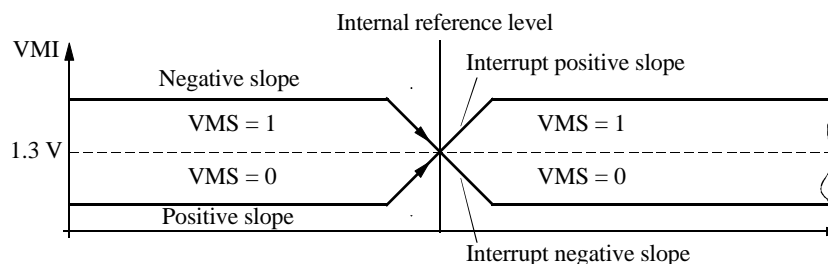 Internal reference level
VMI
Negative slope
Interrupt positive slope
VMS = 1
VMS = 1
1.3 V
VMS = 0
VMS = 0
Positive slope
Interrupt negative slope